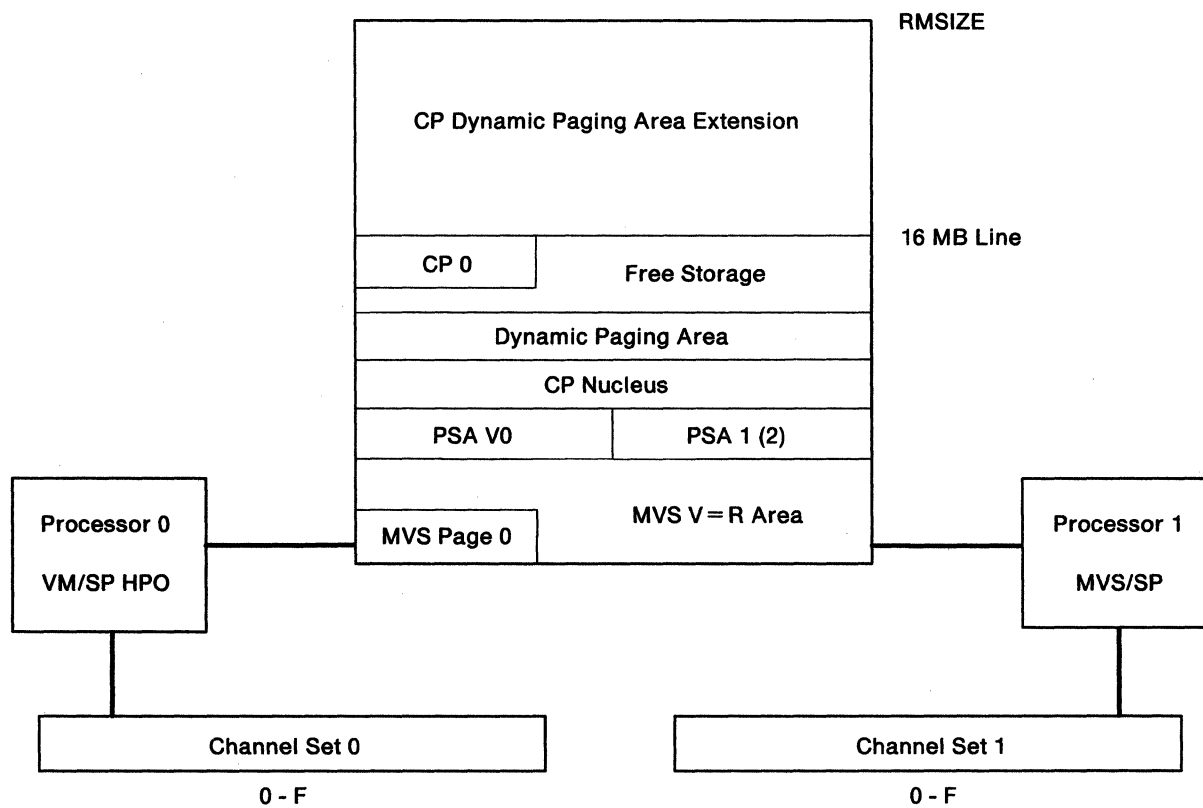 RMSIZE
CP Dynamic Paging Area Extension
16 MB Line
CP 0
Free Storage
Dynamic Paging Area
CP Nucleus
PSA V0
PSA 1 (2)
MVS V=R Area
MVS Page 0
Processor 0
VM/SP HPO
Processor 1
MVS/SP
Channel Set 0
Channel Set 1
0 - F
0 - F